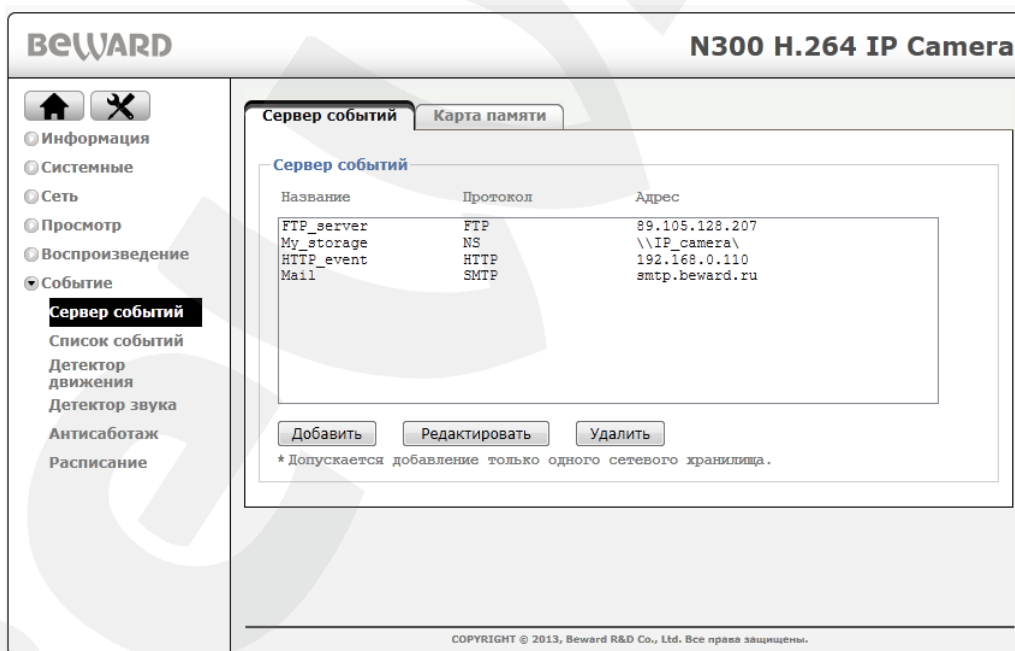 BEWARD
N300 H.264 IP Camera
Информация
Системные
Сеть
Просмотр
Воспроизведение
Событие
Сервер событий
Список событий
Детектор
движения
Детектор звука
Антисаботаж
Расписание
Сервер событий Карта памяти
Сервер событий
Название Протокол Адрес
FTP_server FTP 89.105.128.207
My_storage NS \\IP_camera\
HTTP_event HTTP 192.168.0.110
Mail SMTP smtp.beward.ru
Добавить Редактировать Удалить
* Допускается добавление только одного сетевого хранилища.
COPYRIGHT © 2013, Beward R&D Co., Ltd. Все права защищены.